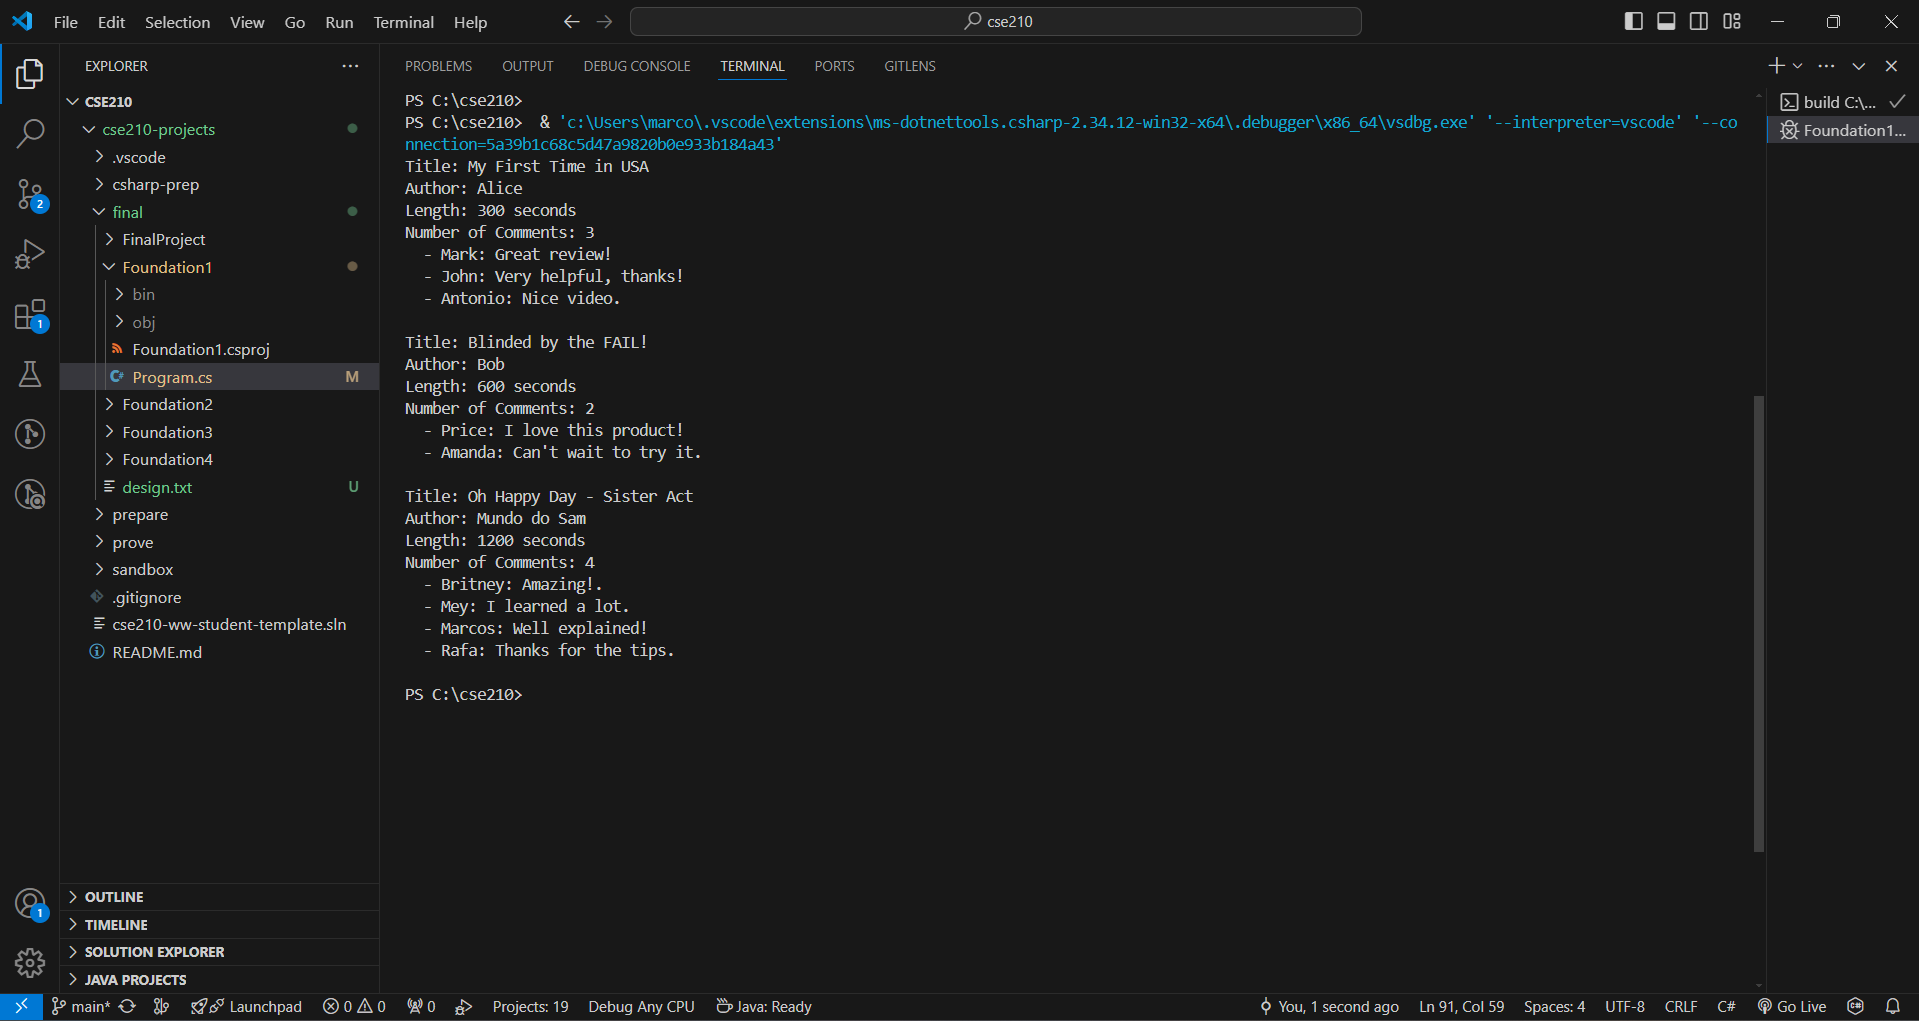 File Edit Selection View Go Run Terminal Help
cse210
EXPLORER
CSE210
cse210-projects
.vscode
csharp-prep
final
FinalProject
Foundation1
bin
obj
Foundation1.csproj
Program.cs M
Foundation2
Foundation3
Foundation4
design.txt U
prepare
prove
sandbox
.gitignore
cse210-ww-student-template.sln
README.md
OUTLINE
TIMELINE
SOLUTION EXPLORER
JAVA PROJECTS
2
1
1
PROBLEMS OUTPUT DEBUG CONSOLE TERMINAL PORTS GITLENS
PS C:\cse210>
PS C:\cse210>  & 'c:\Users\marco\.vscode\extensions\ms-dotnettools.csharp-2.34.12-win32-x64\.debugger\x86_64\vsdbg.exe' '--interpreter=vscode' '--co
nnection=5a39b1c68c5d47a9820b0e933b184a43'
Title: My First Time in USA
Author: Alice
Length: 300 seconds
Number of Comments: 3
- Mark: Great review!
- John: Very helpful, thanks!
- Antonio: Nice video.
Title: Blinded by the FAIL!
Author: Bob
Length: 600 seconds
Number of Comments: 2
- Price: I love this product!
- Amanda: Can't wait to try it.
Title: Oh Happy Day - Sister Act
Author: Mundo do Sam
Length: 1200 seconds
Number of Comments: 4
- Britney: Amazing!.
- Mey: I learned a lot.
- Marcos: Well explained!
- Rafa: Thanks for the tips.
PS C:\cse210>
build C:\...
Foundation1...
main* Launchpad 0 0 0 Projects: 19 Debug Any CPU Java: Ready You, 1 second ago Ln 91, Col 59 Spaces: 4 UTF-8 CRLF C# Go Live